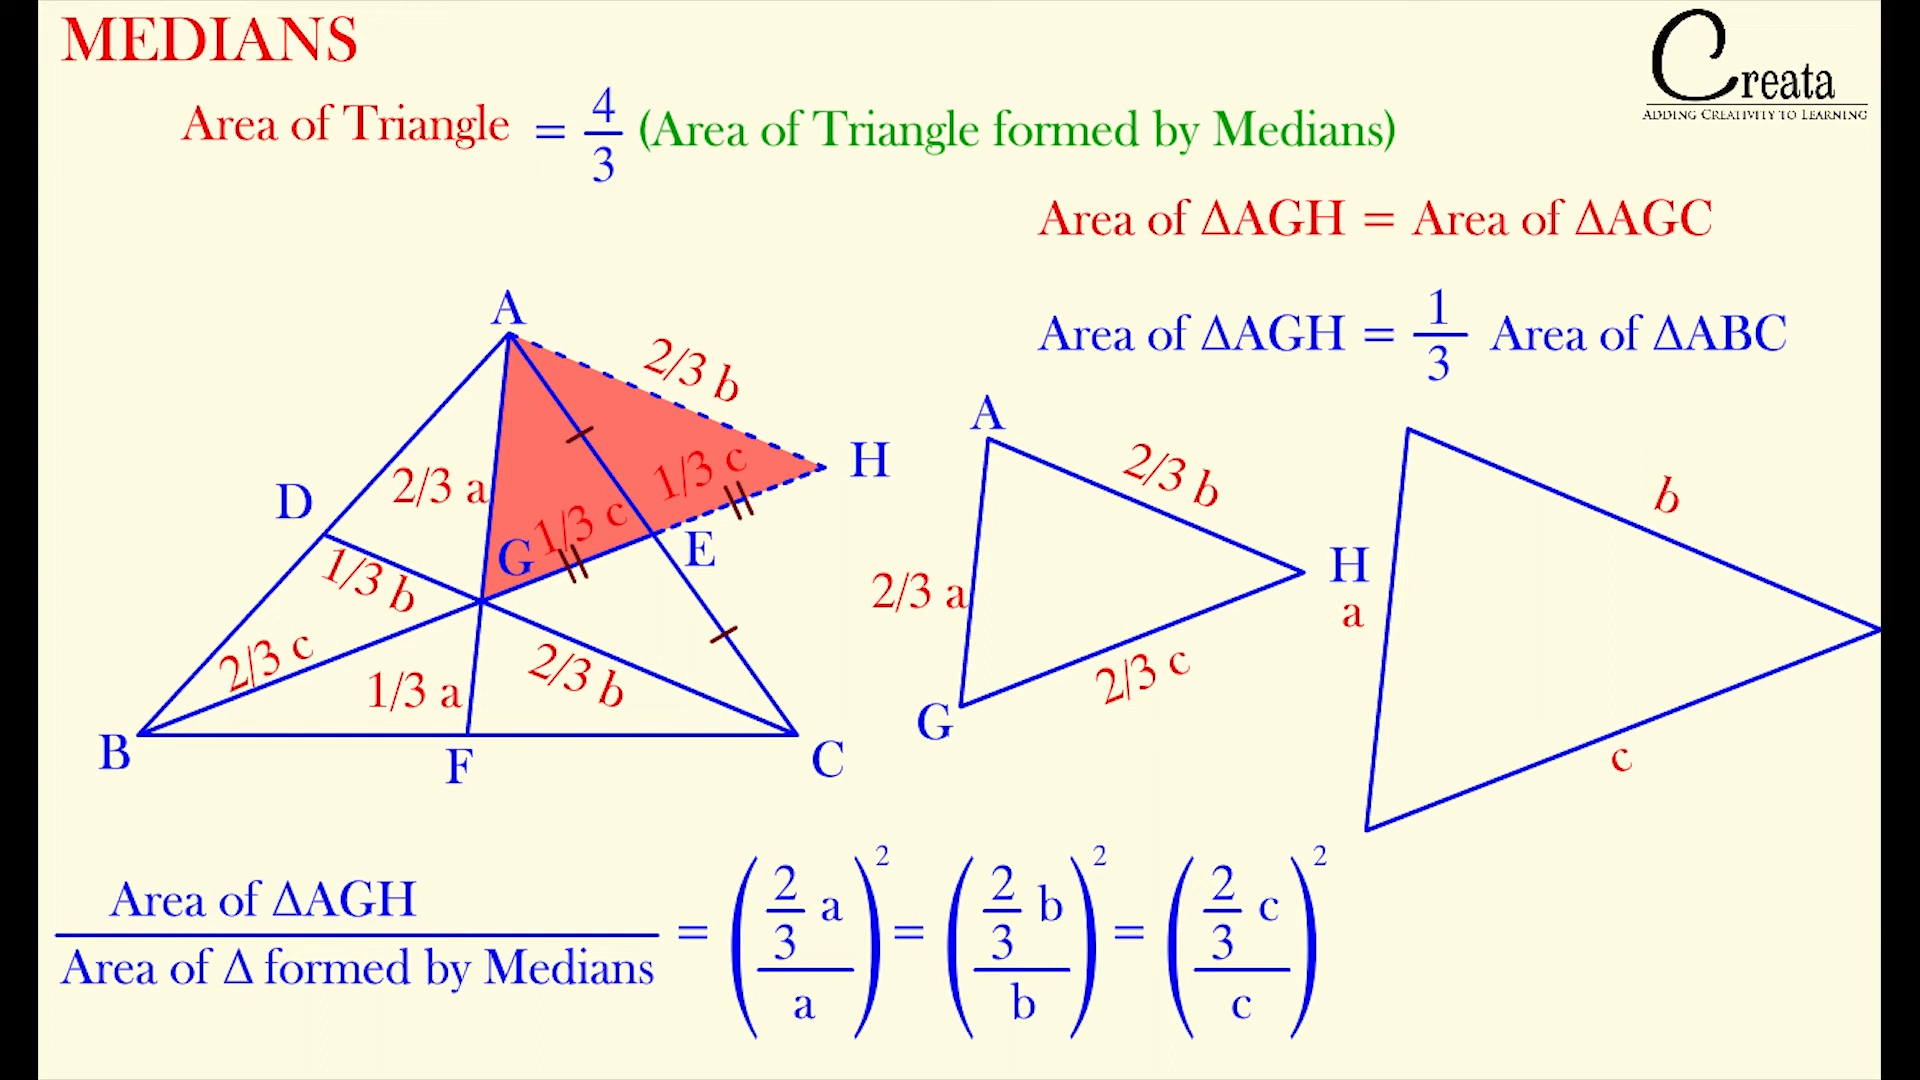 MEDIANS
Creata
ADDING CREATIVITY TO LEARNING
Area of Triangle = 4/3 (Area of Triangle formed by Medians)
Area of ΔAGH = Area of ΔAGC
Area of ΔAGH = 1/3 Area of ΔABC
A
2/3 b
H
D
2/3 a
1/3 c
1/3 c
G
E
1/3 b
2/3 c
1/3 a
2/3 b
B
F
C
A
2/3 b
H
2/3 a
2/3 c
G
b
a
c
Area of ΔAGH
Area of Δ formed by Medians
= (2/3 a / a)² = (2/3 b / b)² = (2/3 c / c)²